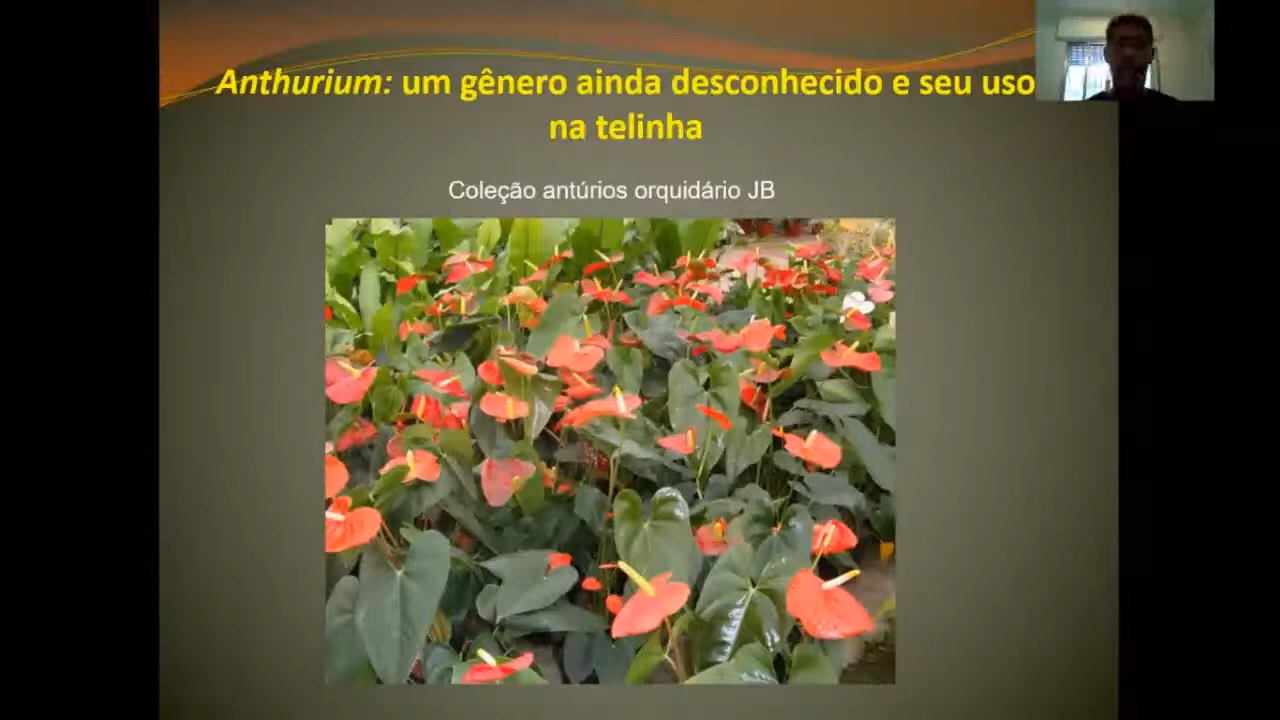 Anthurium: um gênero ainda desconhecido e seu uso
na telinha
Coleção antúrios orquidário JB